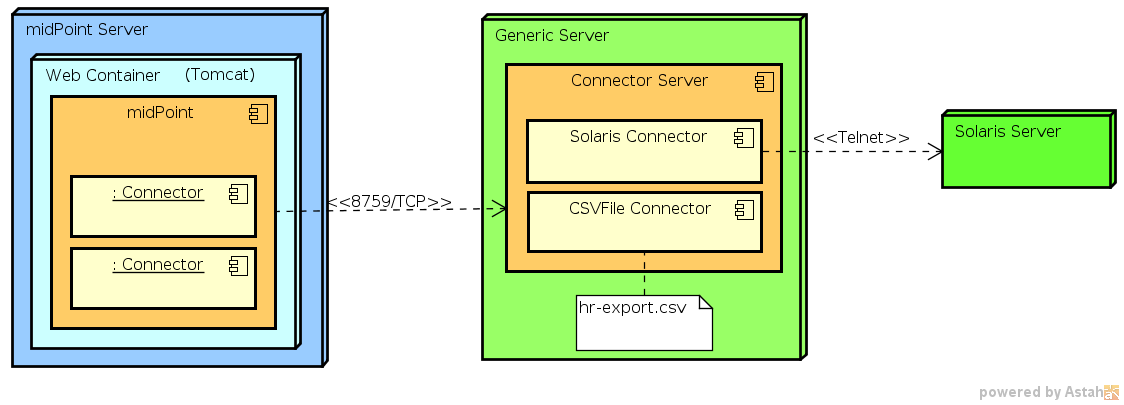 midPoint Server
Web Container (Tomcat)
midPoint
: Connector
: Connector
<<8759/TCP>>
Generic Server
Connector Server
Solaris Connector
CSVFile Connector
hr-export.csv
<<Telnet>>
Solaris Server
powered by Astah